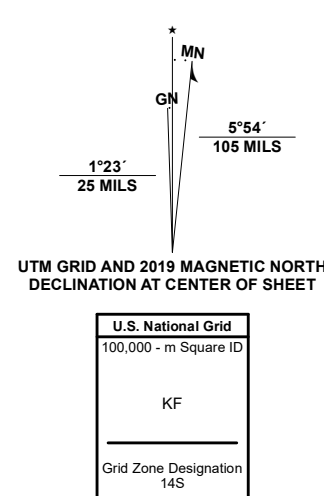 ★
MN
GN
5°54´
105 MILS
1°23´
25 MILS
UTM GRID AND 2019 MAGNETIC NORTH
DECLINATION AT CENTER OF SHEET
U.S. National Grid
100,000 - m Square ID
KF
Grid Zone Designation
14S